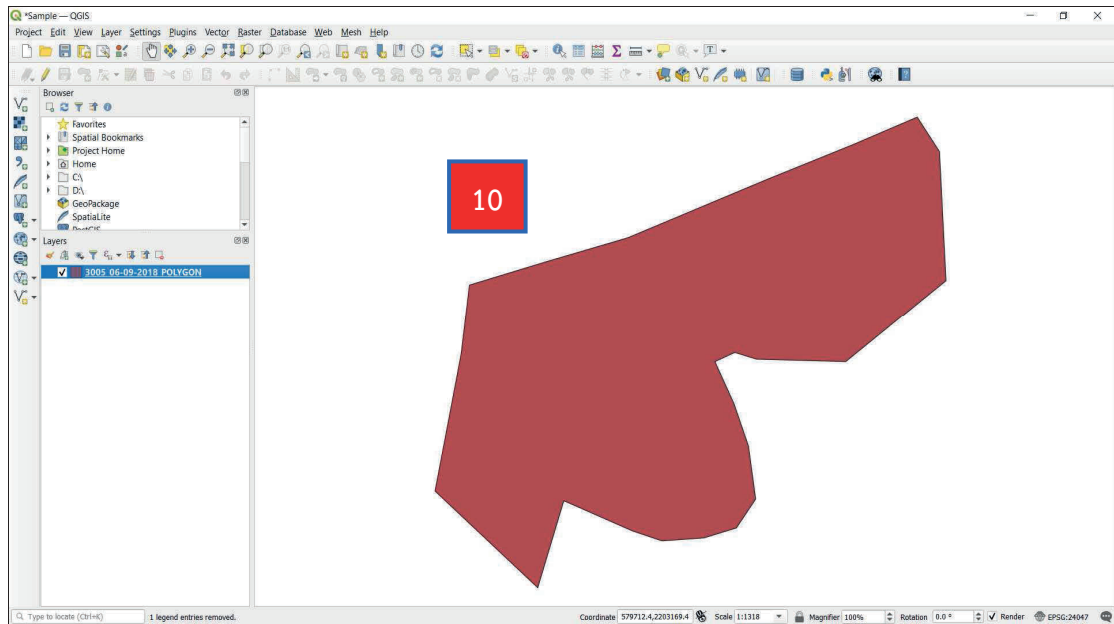 *Sample — QGIS
Project Edit View Layer Settings Plugins Vector Raster Database Web Mesh Help
Browser
Favorites
Spatial Bookmarks
Project Home
Home
C:\
D:\
GeoPackage
SpatiaLite
PostGIS
Layers
3005_06-09-2018 POLYGON
10
Type to locate (Ctrl+K)
1 legend entries removed.
Coordinate 579712.4,2203169.4
Scale 1:1318
Magnifier 100%
Rotation 0.0 °
Render
EPSG:24047